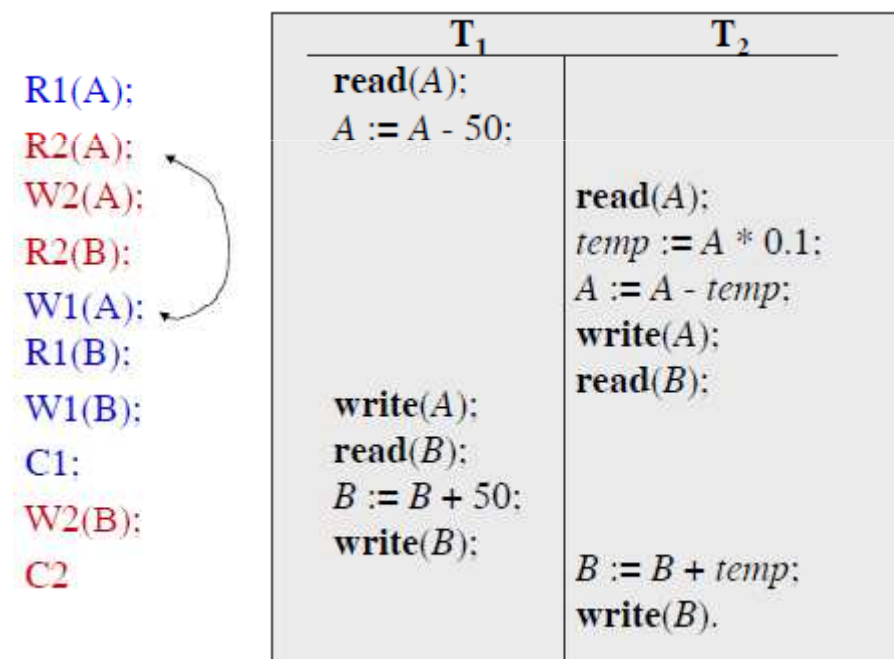 R1(A);
R2(A);
W2(A);
R2(B);
W1(A);
R1(B);
W1(B);
C1;
W2(B);
C2
T1 T2
read(A);
A := A - 50;
read(A);
temp := A * 0.1;
A := A - temp;
write(A);
read(B);
write(A);
read(B);
B := B + 50;
write(B);
B := B + temp;
write(B).